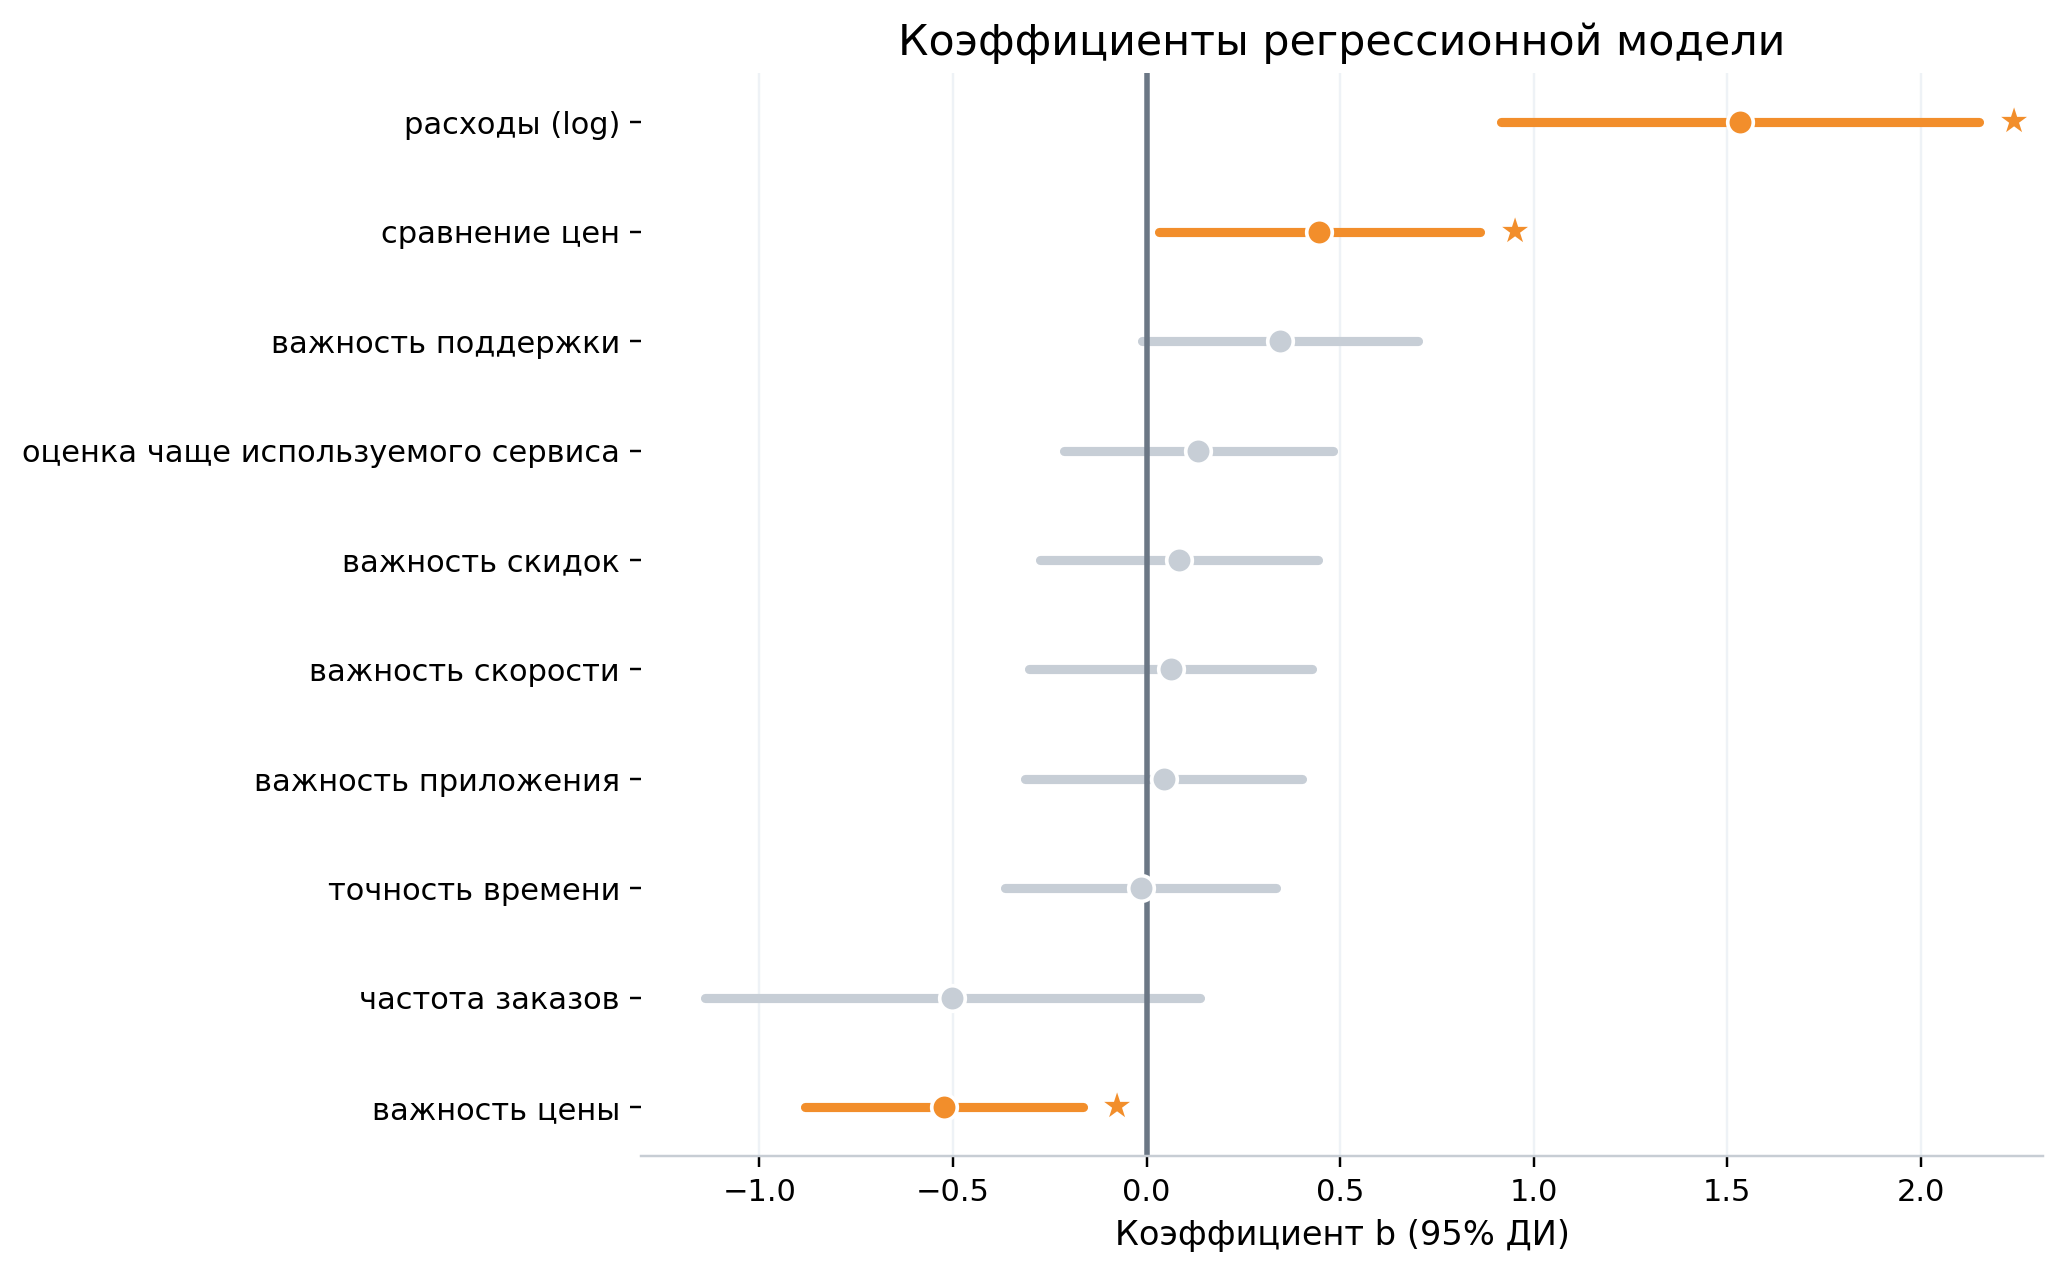 Коэффициенты регрессионной модели
расходы (log)
★
сравнение цен
★
важность поддержки
оценка чаще используемого сервиса
важность скидок
важность скорости
важность приложения
точность времени
частота заказов
важность цены
★
−1.0 −0.5 0.0 0.5 1.0 1.5 2.0
Коэффициент b (95% ДИ)